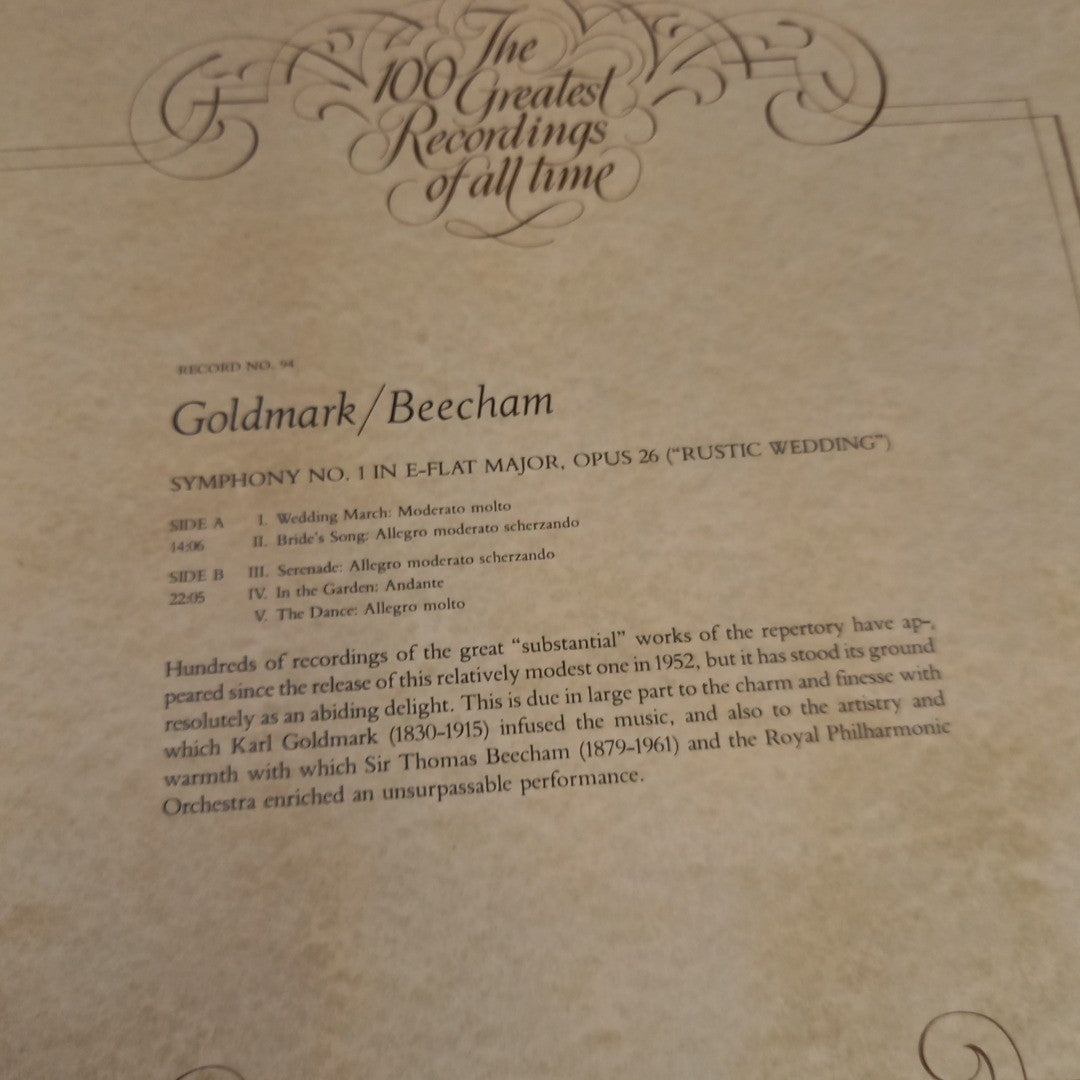 The
100 Greatest
Recordings
of all time
RECORD NO. 94
Goldmark/Beecham
SYMPHONY NO. 1 IN E-FLAT MAJOR, OPUS 26 ("RUSTIC WEDDING")
SIDE A I. Wedding March: Moderato molto
14:06 II. Bride's Song: Allegro moderato scherzando
SIDE B III. Serenade: Allegro moderato scherzando
22:05 IV. In the Garden: Andante
V. The Dance: Allegro molto
Hundreds of recordings of the great "substantial" works of the repertory have ap-
peared since the release of this relatively modest one in 1952, but it has stood its ground
resolutely as an abiding delight. This is due in large part to the charm and finesse with
which Karl Goldmark (1830-1915) infused the music, and also to the artistry and
warmth with which Sir Thomas Beecham (1879-1961) and the Royal Philharmonic
Orchestra enriched an unsurpassable performance.